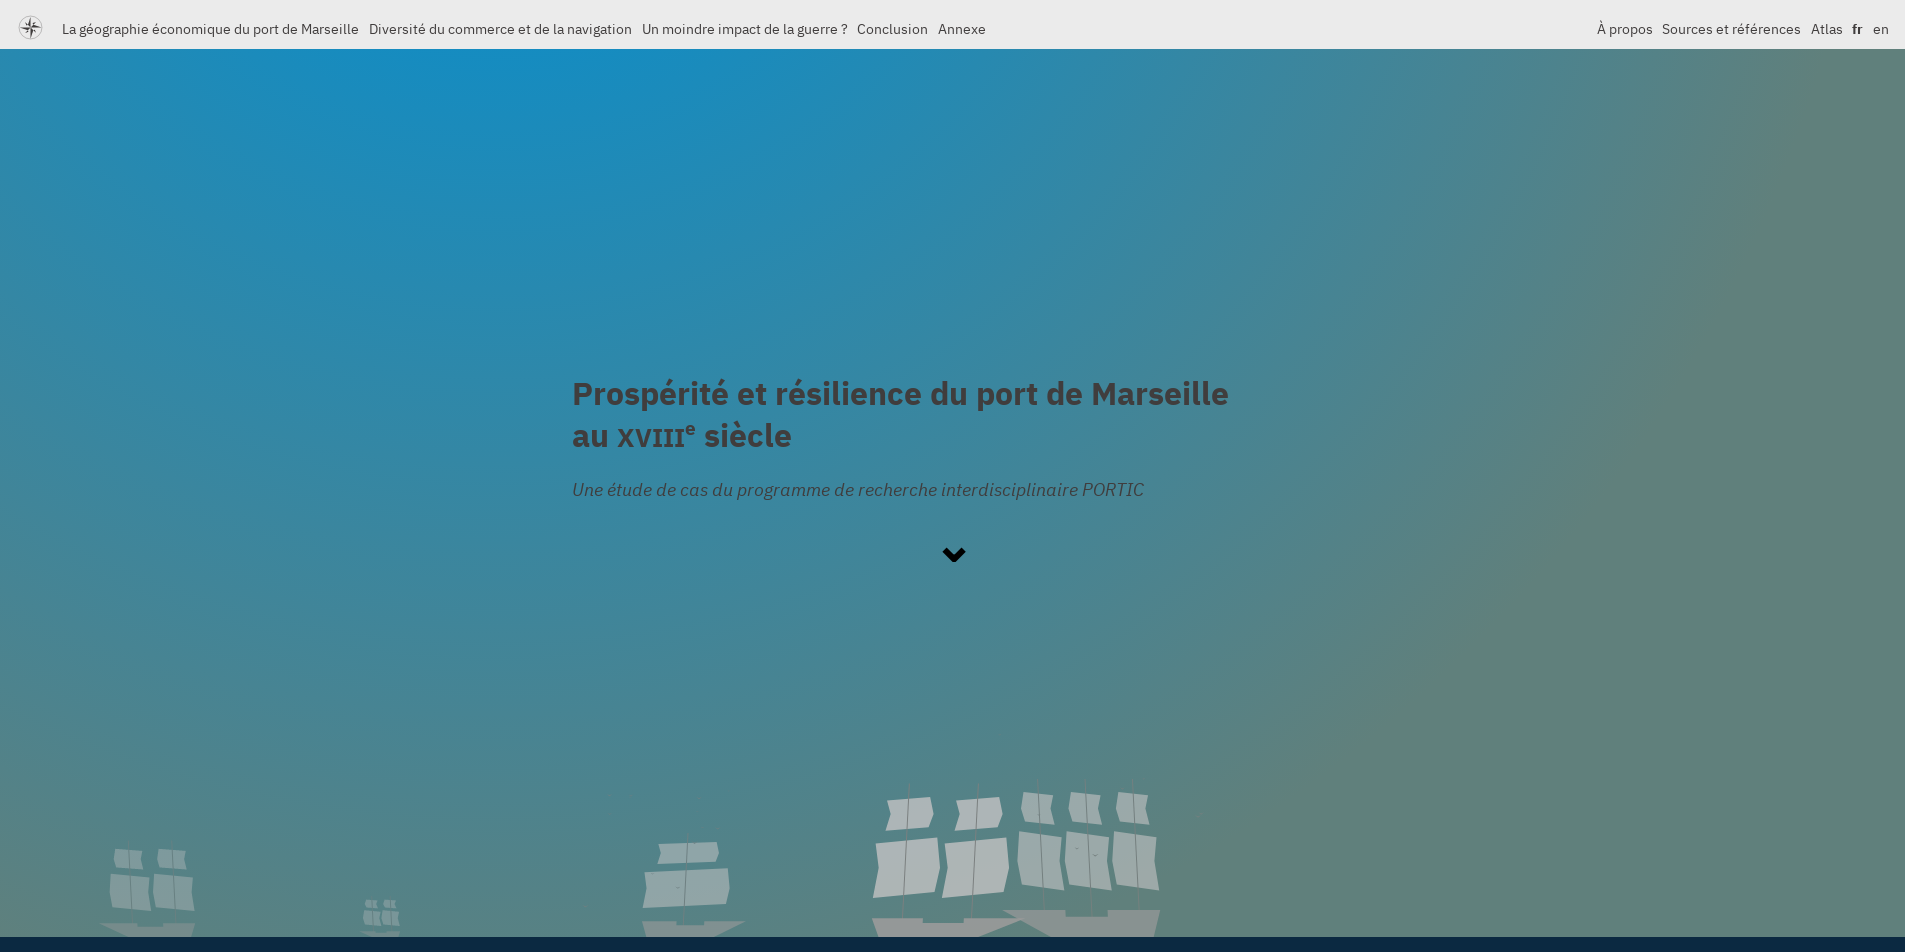 La géographie économique du port de Marseille Diversité du commerce et de la navigation Un moindre impact de la guerre ? Conclusion Annexe À propos Sources et références Atlas fr en
Prospérité et résilience du port de Marseille
au XVIIIe siècle
Une étude de cas du programme de recherche interdisciplinaire PORTIC